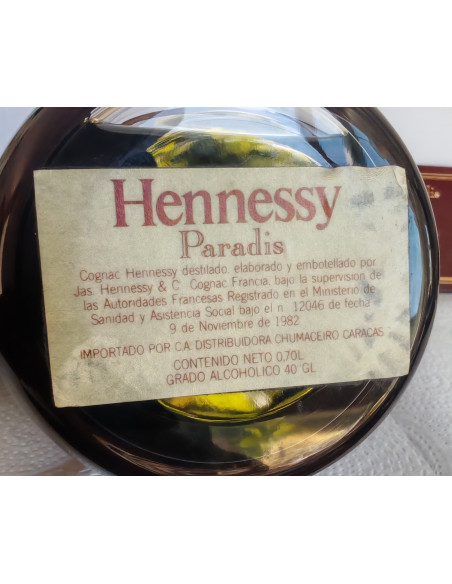 Hennessy
Paradis
Cognac Hennessy destilado, elaborado y embotellado por
Jas. Hennessy & C. Cognac Francia, bajo la supervisión de
las Autoridades Francesas Registrado en el Ministerio de
Sanidad y Asistencia Social bajo el n. 12046 de fecha
9 de Noviembre de 1982
IMPORTADO POR C.A. DISTRIBUIDORA CHUMACEIRO CARACAS
CONTENIDO NETO 0.70L
GRADO ALCOHOLICO 40°GL